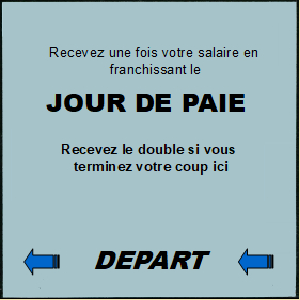 Recevez une fois votre salaire en
franchissant le
JOUR DE PAIE
Recevez le double si vous
terminez votre coup ici
DEPART